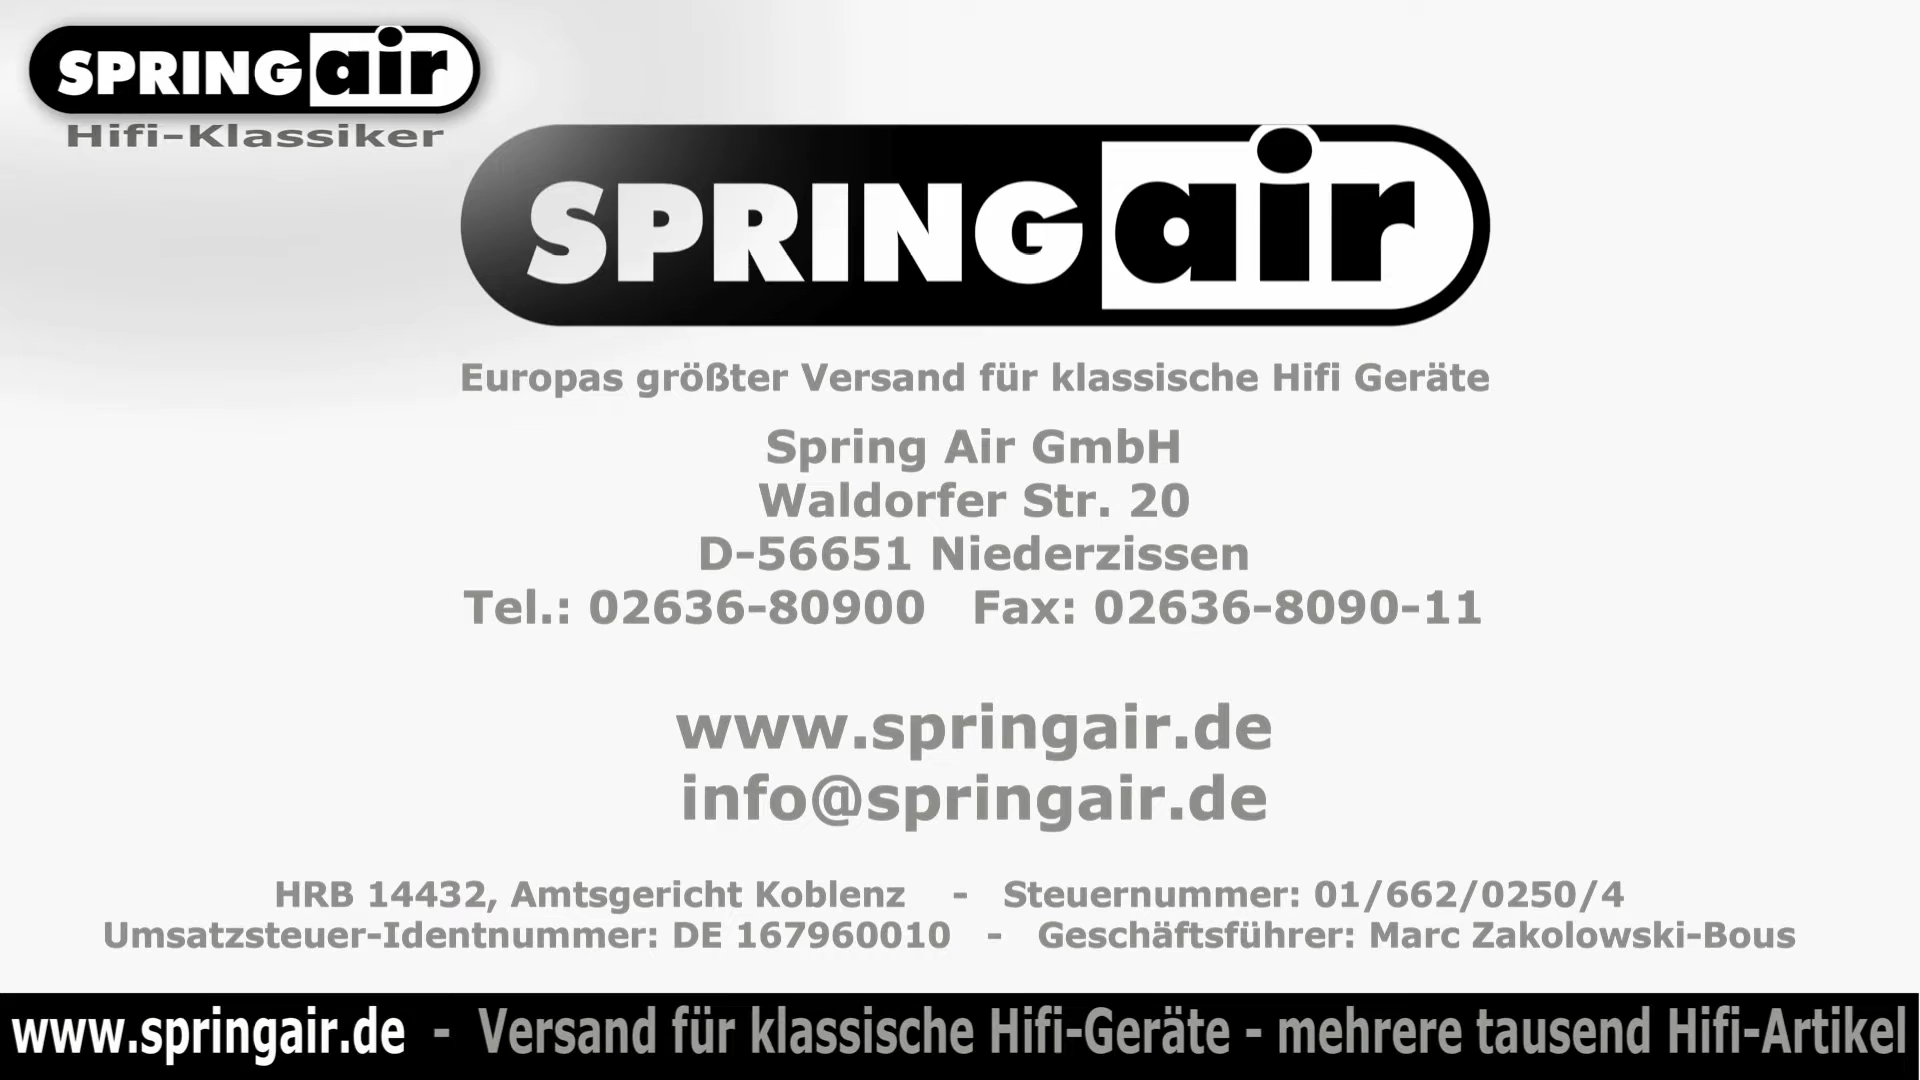 SPRINGair
Hifi-Klassiker
SPRINGair
Europas größter Versand für klassische Hifi Geräte
Spring Air GmbH
Waldorfer Str. 20
D-56651 Niederzissen
Tel.: 02636-80900 Fax: 02636-8090-11
www.springair.de
info@springair.de
HRB 14432, Amtsgericht Koblenz - Steuernummer: 01/662/0250/4
Umsatzsteuer-Identnummer: DE 167960010 - Geschäftsführer: Marc Zakolowski-Bous
www.springair.de - Versand für klassische Hifi-Geräte - mehrere tausend Hifi-Artikel